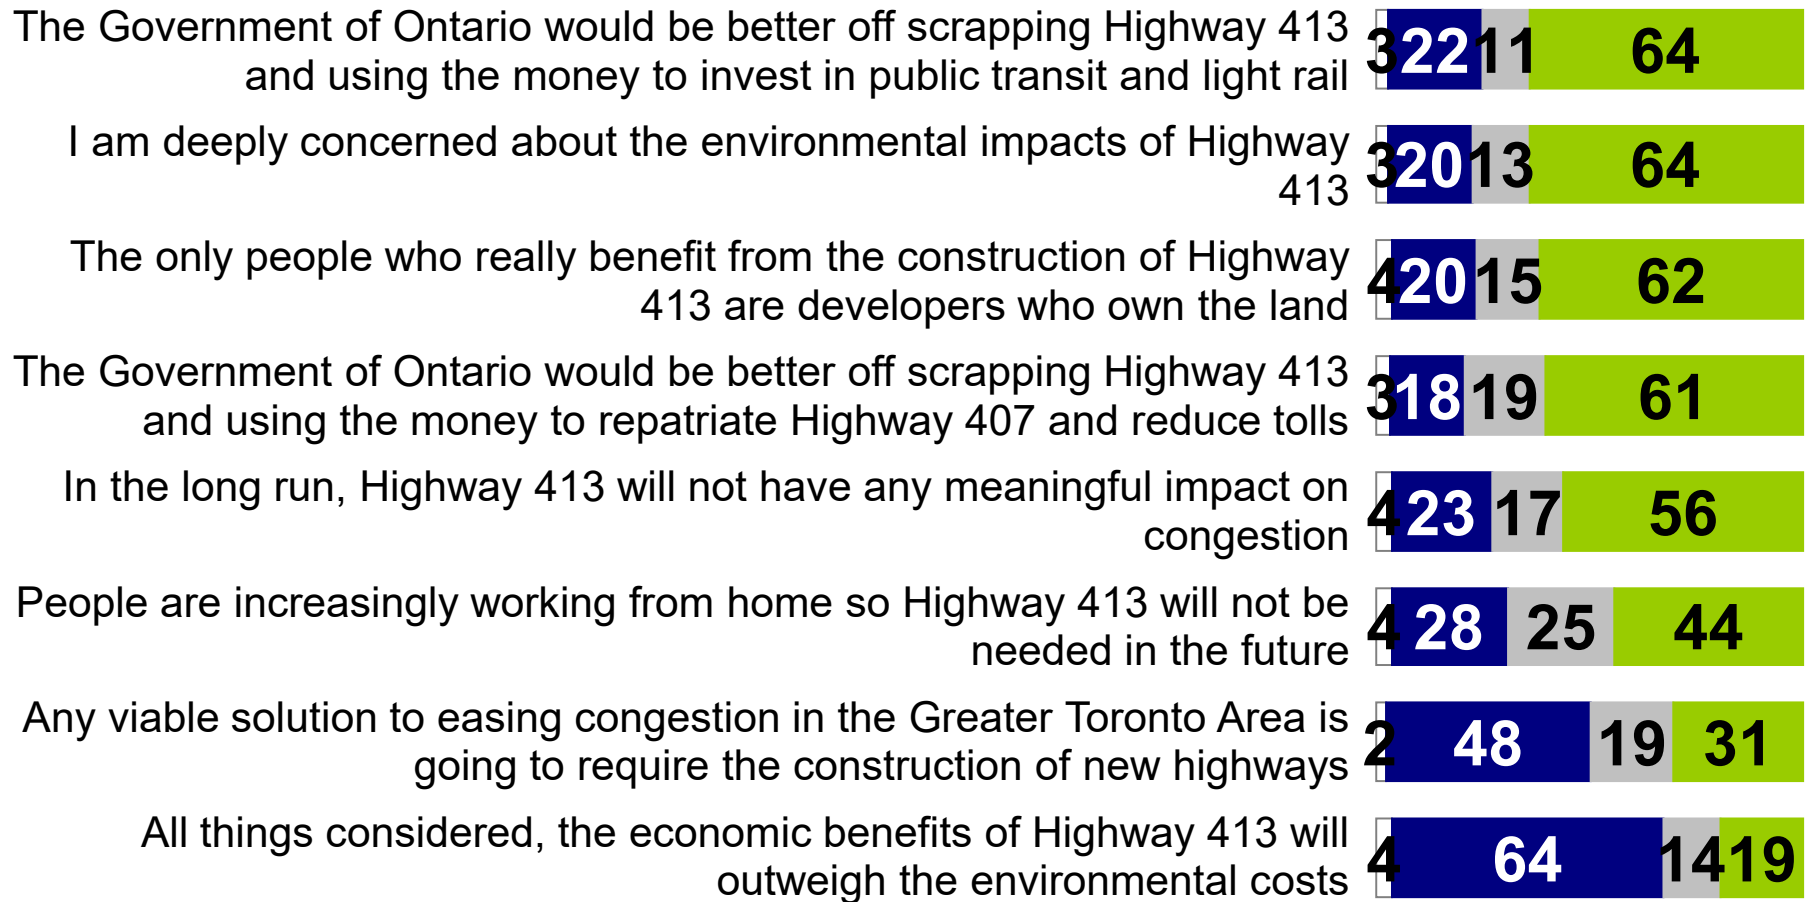 The Government of Ontario would be better off scrapping Highway 413
and using the money to invest in public transit and light rail
3 22 11 64
I am deeply concerned about the environmental impacts of Highway
413
3 20 13 64
The only people who really benefit from the construction of Highway
413 are developers who own the land
4 20 15 62
The Government of Ontario would be better off scrapping Highway 413
and using the money to repatriate Highway 407 and reduce tolls
3 18 19 61
In the long run, Highway 413 will not have any meaningful impact on
congestion
4 23 17 56
People are increasingly working from home so Highway 413 will not be
needed in the future
4 28 25 44
Any viable solution to easing congestion in the Greater Toronto Area is
going to require the construction of new highways
2 48 19 31
All things considered, the economic benefits of Highway 413 will
outweigh the environmental costs
4 64 14 19